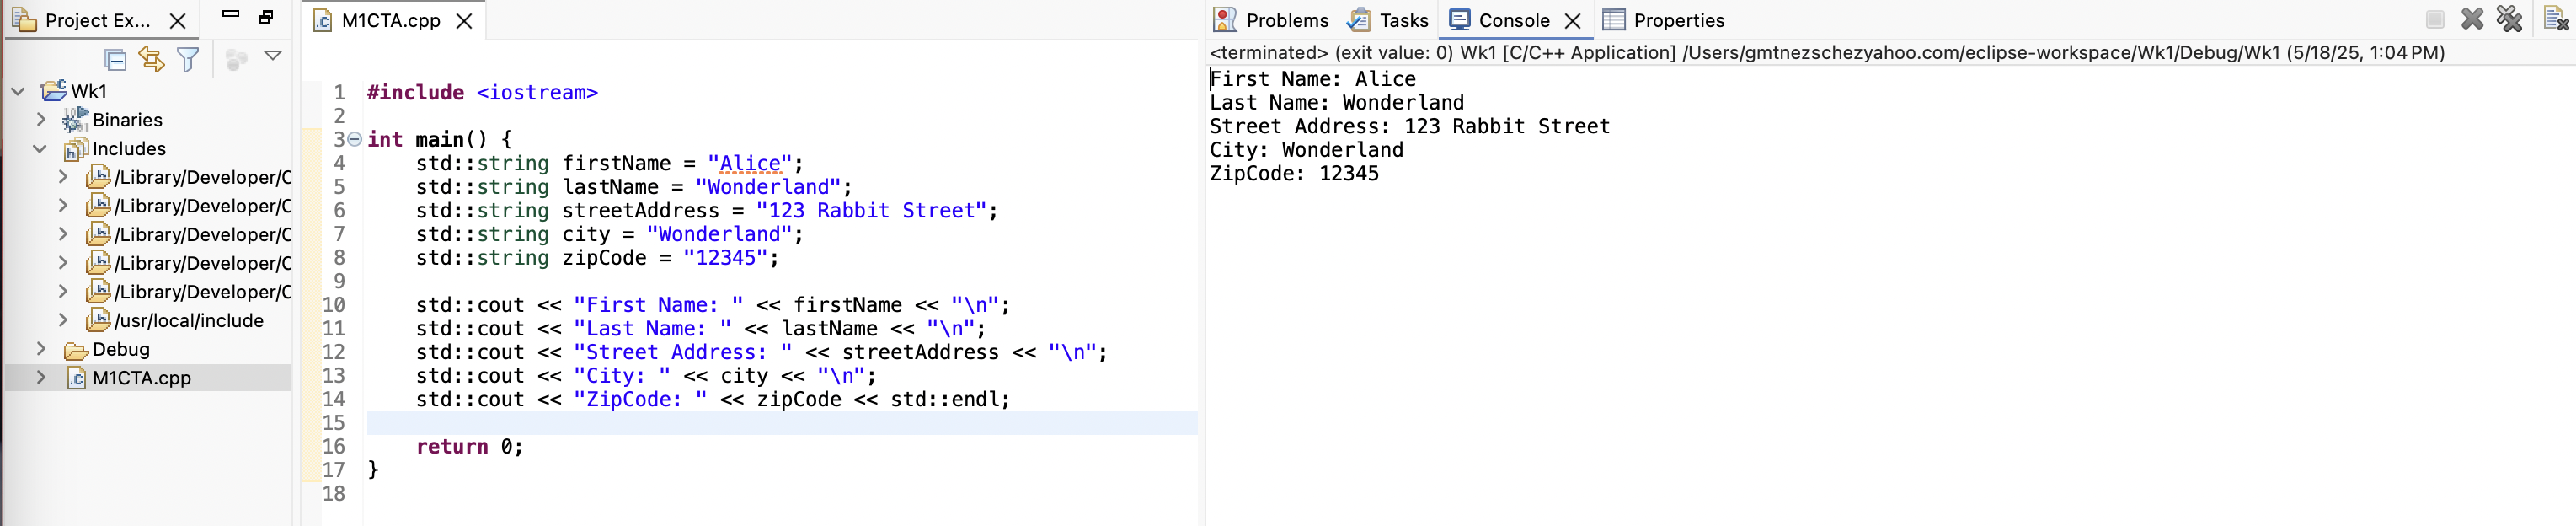 Project Ex...
Wk1
Binaries
Includes
/Library/Developer/C
/Library/Developer/C
/Library/Developer/C
/Library/Developer/C
/Library/Developer/C
/usr/local/include
Debug
M1CTA.cpp
M1CTA.cpp
1 #include <iostream>
2
3 int main() {
4 std::string firstName = "Alice";
5 std::string lastName = "Wonderland";
6 std::string streetAddress = "123 Rabbit Street";
7 std::string city = "Wonderland";
8 std::string zipCode = "12345";
9
10 std::cout << "First Name: " << firstName << "\n";
11 std::cout << "Last Name: " << lastName << "\n";
12 std::cout << "Street Address: " << streetAddress << "\n";
13 std::cout << "City: " << city << "\n";
14 std::cout << "ZipCode: " << zipCode << std::endl;
15
16 return 0;
17 }
18
Problems Tasks Console Properties
<terminated> (exit value: 0) Wk1 [C/C++ Application] /Users/gmtnezschezyahoo.com/eclipse-workspace/Wk1/Debug/Wk1 (5/18/25, 1:04 PM)
First Name: Alice
Last Name: Wonderland
Street Address: 123 Rabbit Street
City: Wonderland
ZipCode: 12345